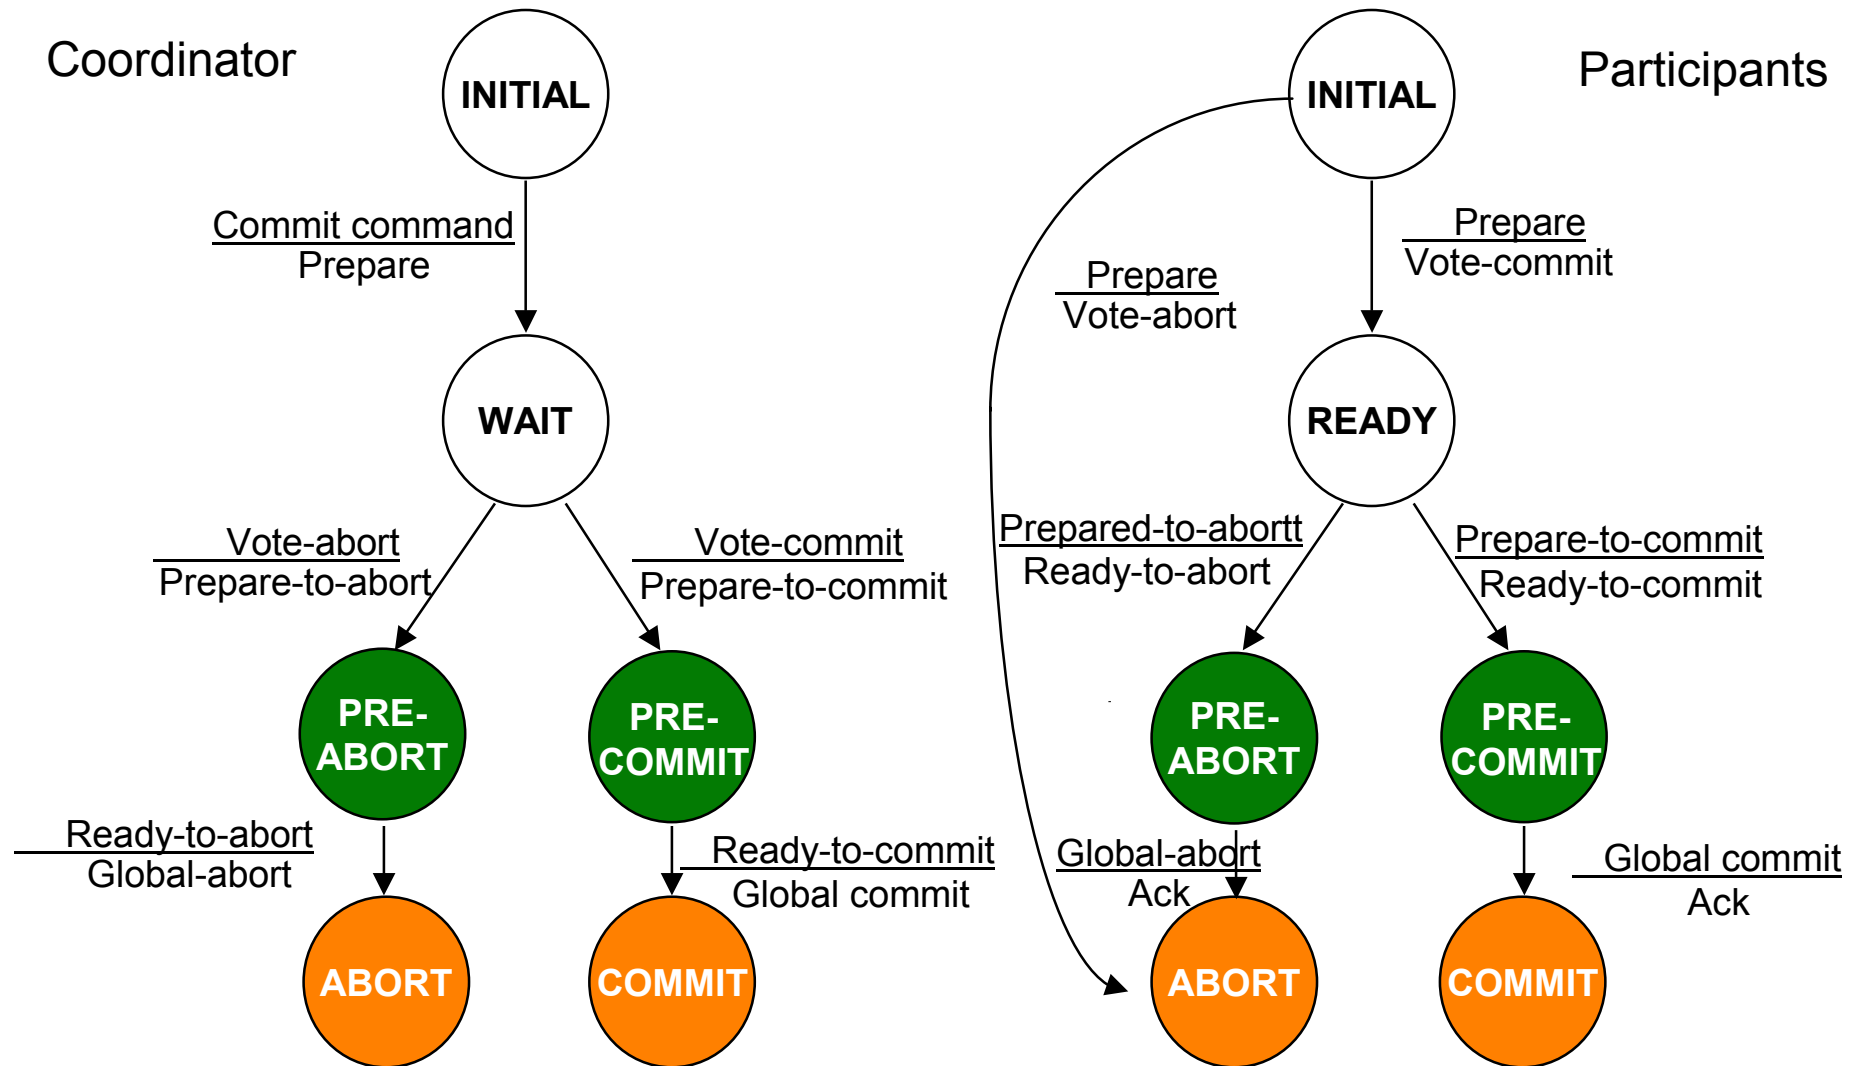 Coordinator
INITIAL
Commit command
Prepare
WAIT
Vote-abort
Prepare-to-abort
Vote-commit
Prepare-to-commit
PRE-
ABORT
PRE-
COMMIT
Ready-to-abort
Global-abort
Ready-to-commit
Global commit
ABORT
COMMIT
Participants
INITIAL
Prepare
Vote-abort
Prepare
Vote-commit
READY
Prepared-to-abortt
Ready-to-abort
Prepare-to-commit
Ready-to-commit
PRE-
ABORT
PRE-
COMMIT
Global-abort
Ack
Global commit
Ack
ABORT
COMMIT